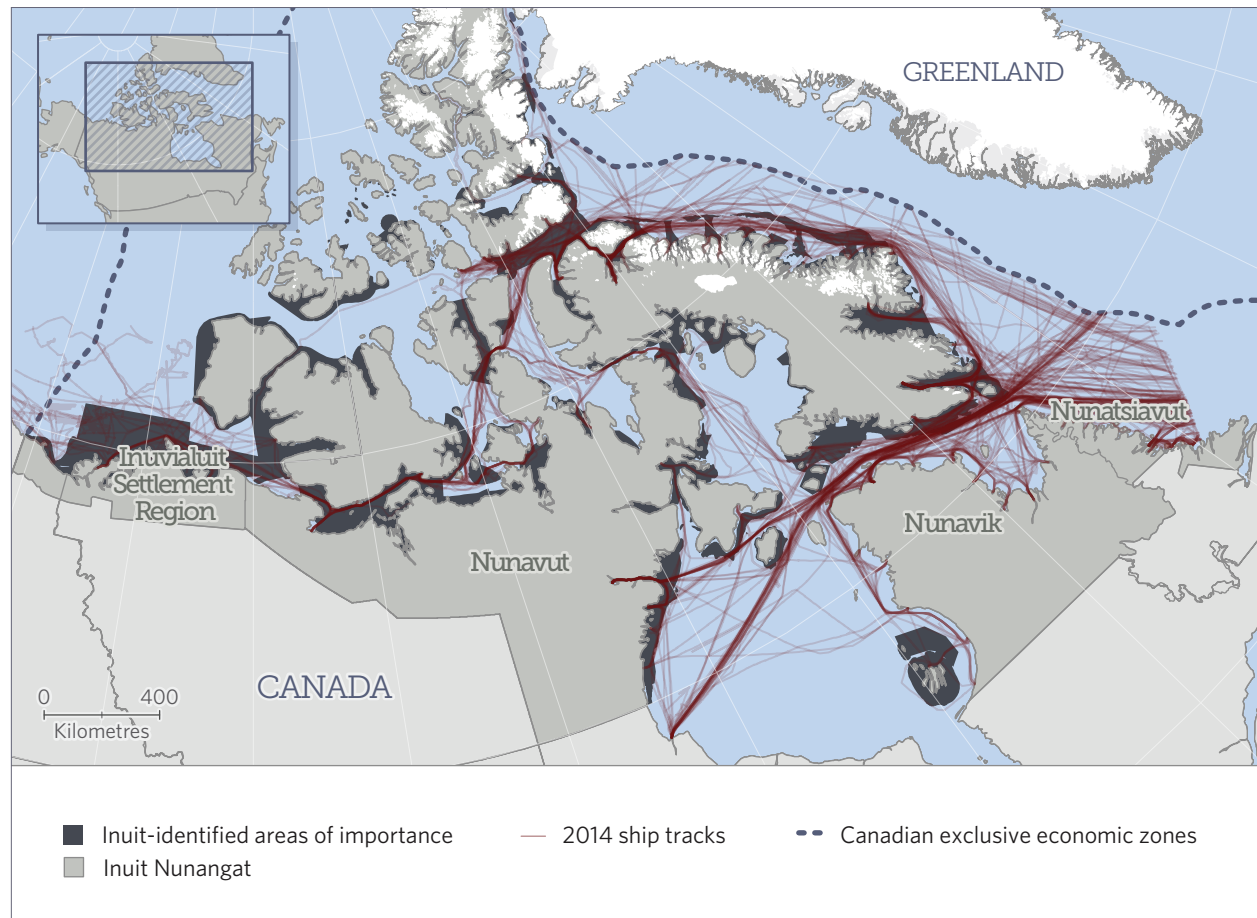 GREENLAND
Nunatsiavut
Inuvialuit
Settlement
Region
Nunavik
Nunavut
CANADA
0 400
Kilometres
Inuit-identified areas of importance
2014 ship tracks
Canadian exclusive economic zones
Inuit Nunangat